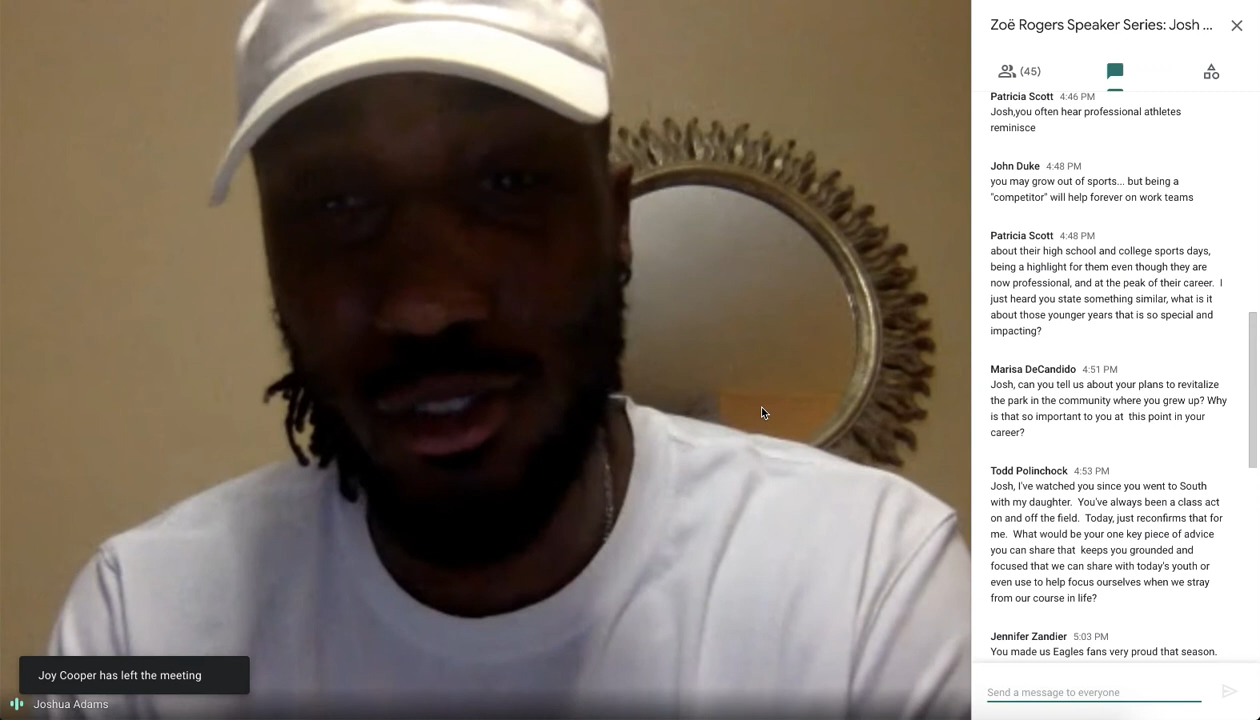 Zoë Rogers Speaker Series: Josh ...
(45)
Patricia Scott 4:46 PM
Josh,you often hear professional athletes
reminisce
John Duke 4:48 PM
you may grow out of sports... but being a
"competitor" will help forever on work teams
Patricia Scott 4:48 PM
about their high school and college sports days,
being a highlight for them even though they are
now professional, and at the peak of their career.  I
just heard you state something similar, what is it
about those younger years that is so special and
impacting?
Marisa DeCandido 4:51 PM
Josh, can you tell us about your plans to revitalize
the park in the community where you grew up? Why
is that so important to you at  this point in your
career?
Todd Polinchock 4:53 PM
Josh, I've watched you since you went to South
with my daughter.  You've always been a class act
on and off the field.  Today, just reconfirms that for
me.  What would be your one key piece of advice
you can share that  keeps you grounded and
focused that we can share with today's youth or
even use to help focus ourselves when we stray
from our course in life?
Jennifer Zandier 5:03 PM
You made us Eagles fans very proud that season.
Send a message to everyone
Joy Cooper has left the meeting
Joshua Adams